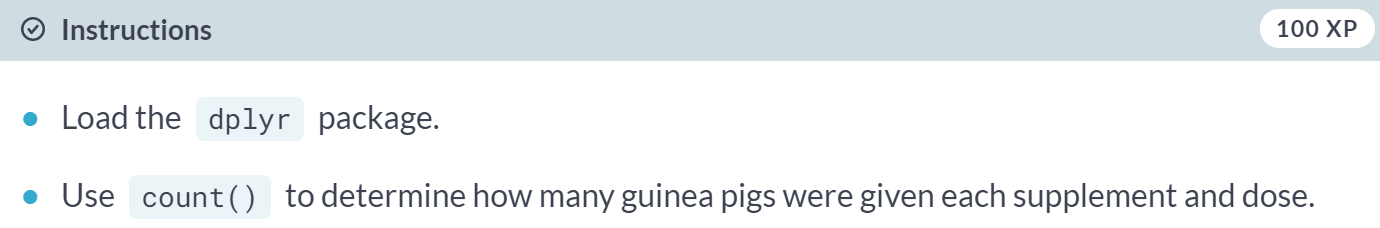 Instructions 100 XP
Load the dplyr package.
Use count() to determine how many guinea pigs were given each supplement and dose.